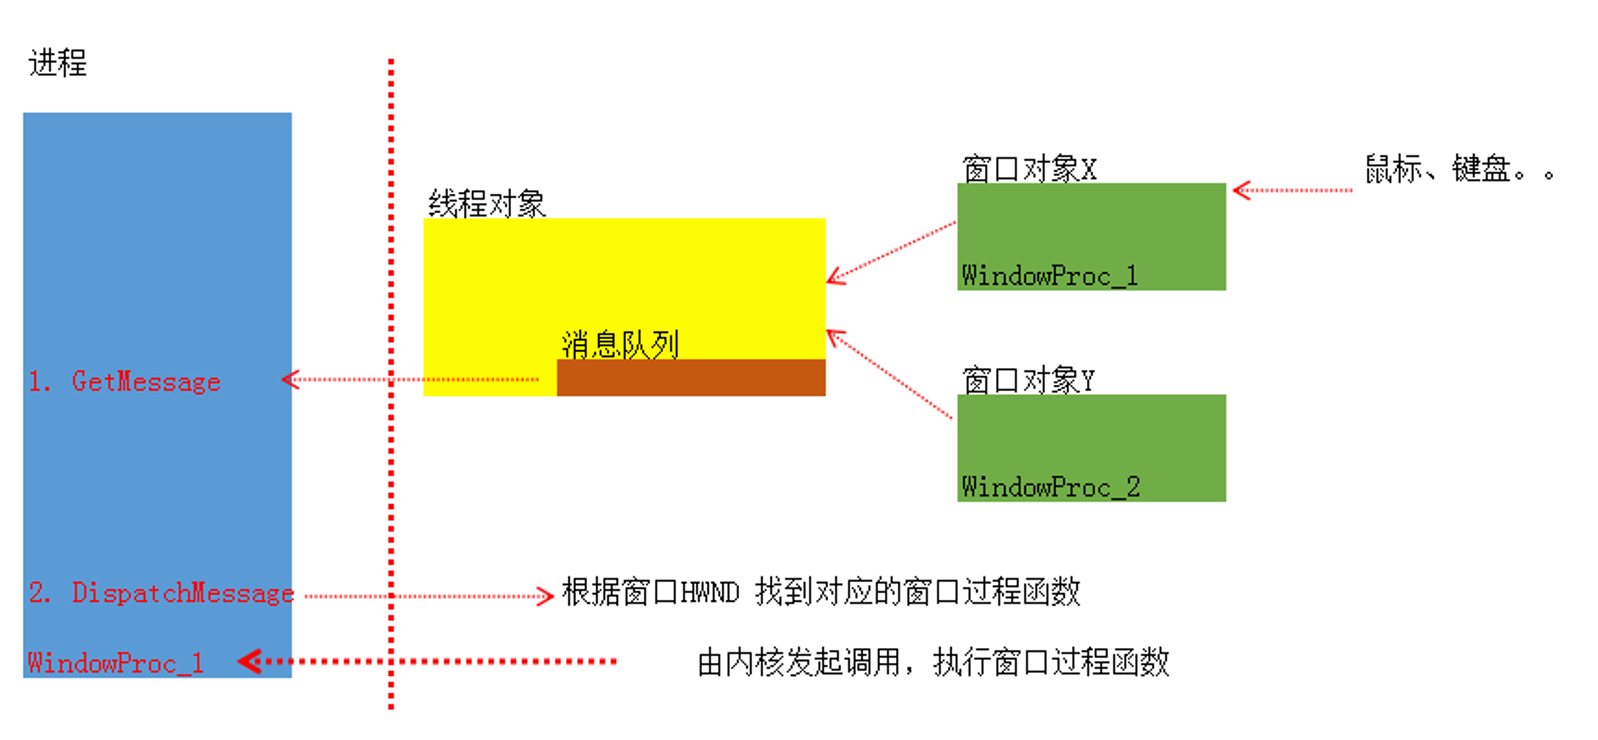 进程
窗口对象X
鼠标、键盘。。
线程对象
WindowProc_1
消息队列
1. GetMessage
窗口对象Y
WindowProc_2
2. DispatchMessage
根据窗口HWND 找到对应的窗口过程函数
WindowProc_1
由内核发起调用，执行窗口过程函数